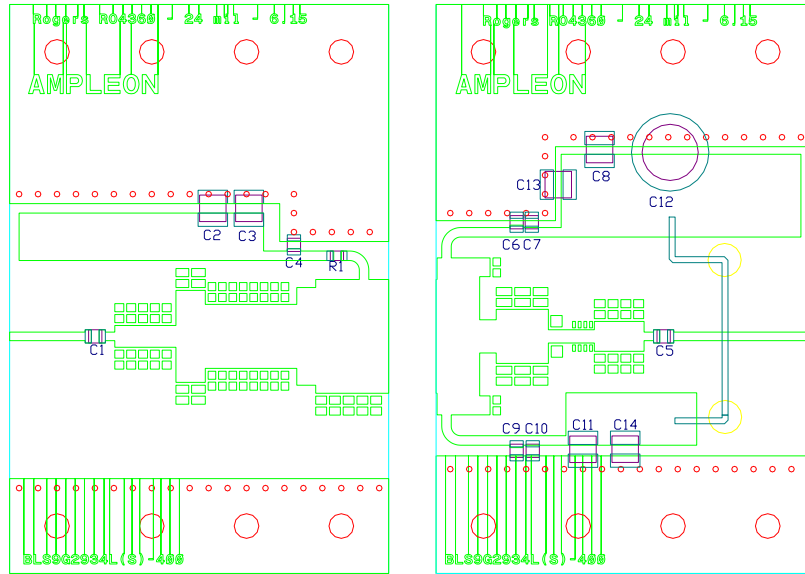 Rogers RO4360 - 24 mil - 6.15
AMPLEON
C2 C3
C4
R1
C1
BLS9G2934L(S)-400
Rogers RO4360 - 24 mil - 6.15
AMPLEON
C8
C13
C12
C6 C7
C5
C9 C10 C11 C14
BLS9G2934L(S)-400